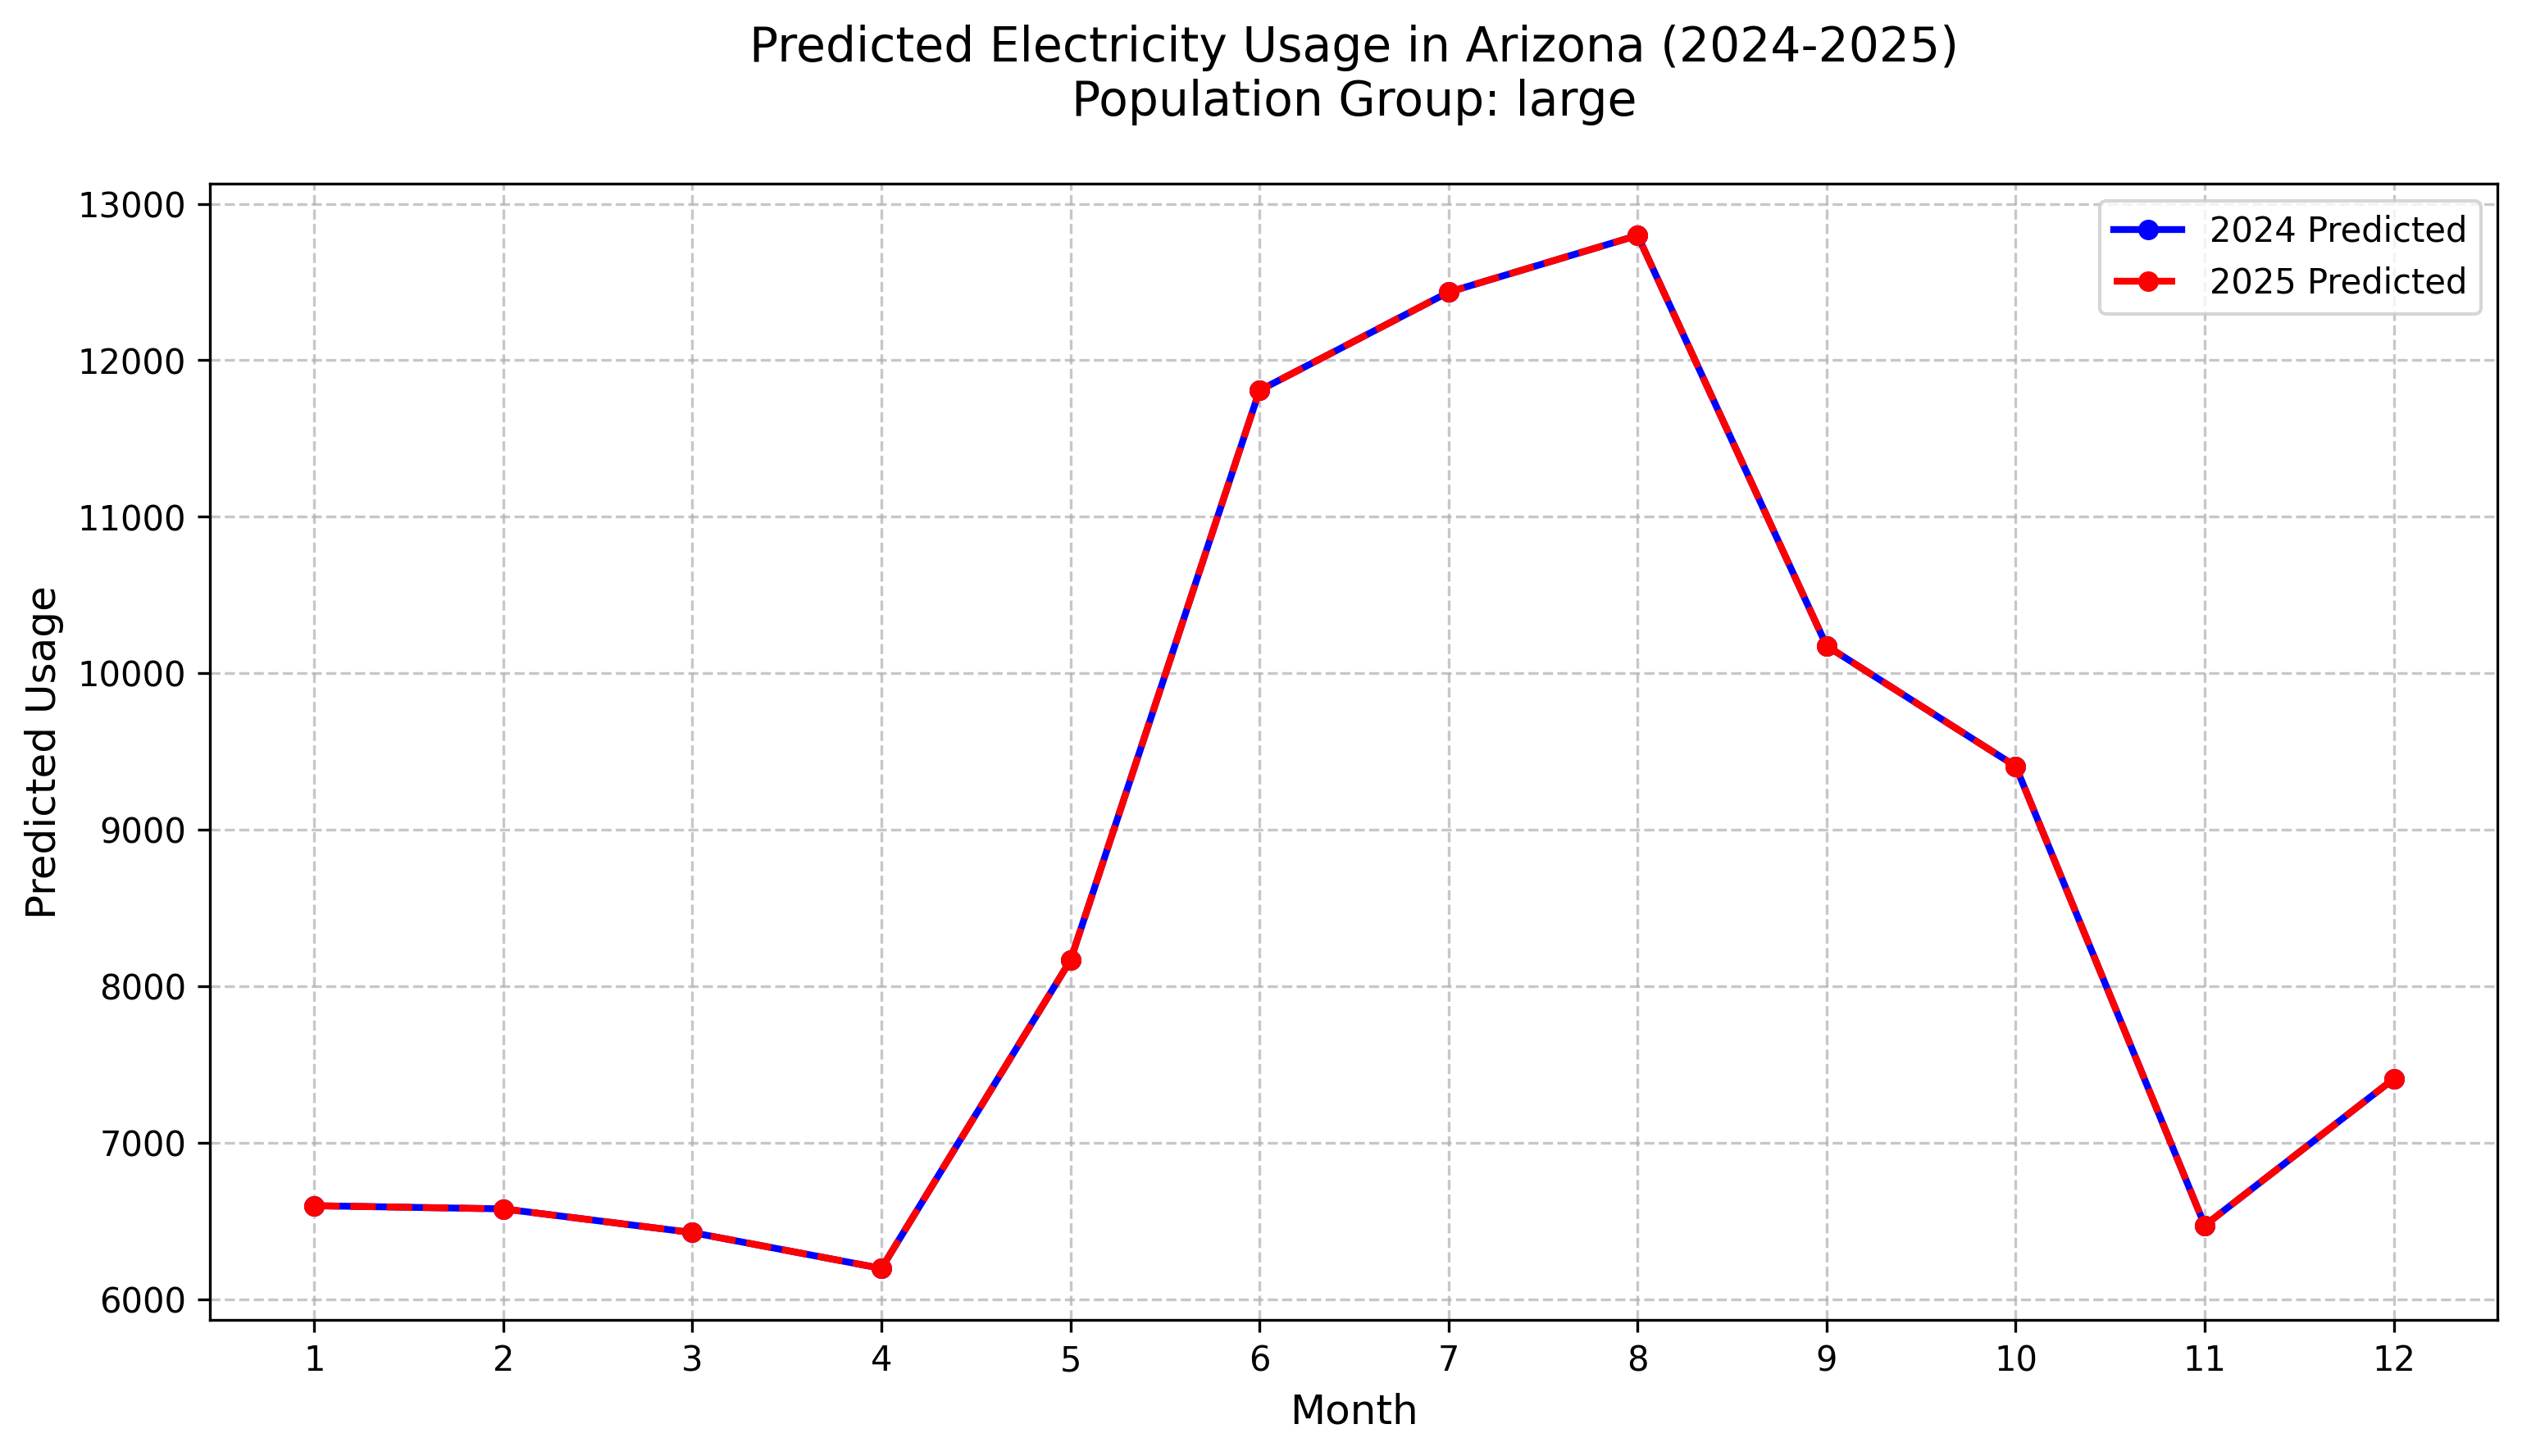 Predicted Electricity Usage in Arizona (2024-2025)
Population Group: large
13000
12000
11000
10000
9000
8000
7000
6000
Predicted Usage
2024 Predicted
2025 Predicted
1 2 3 4 5 6 7 8 9 10 11 12
Month